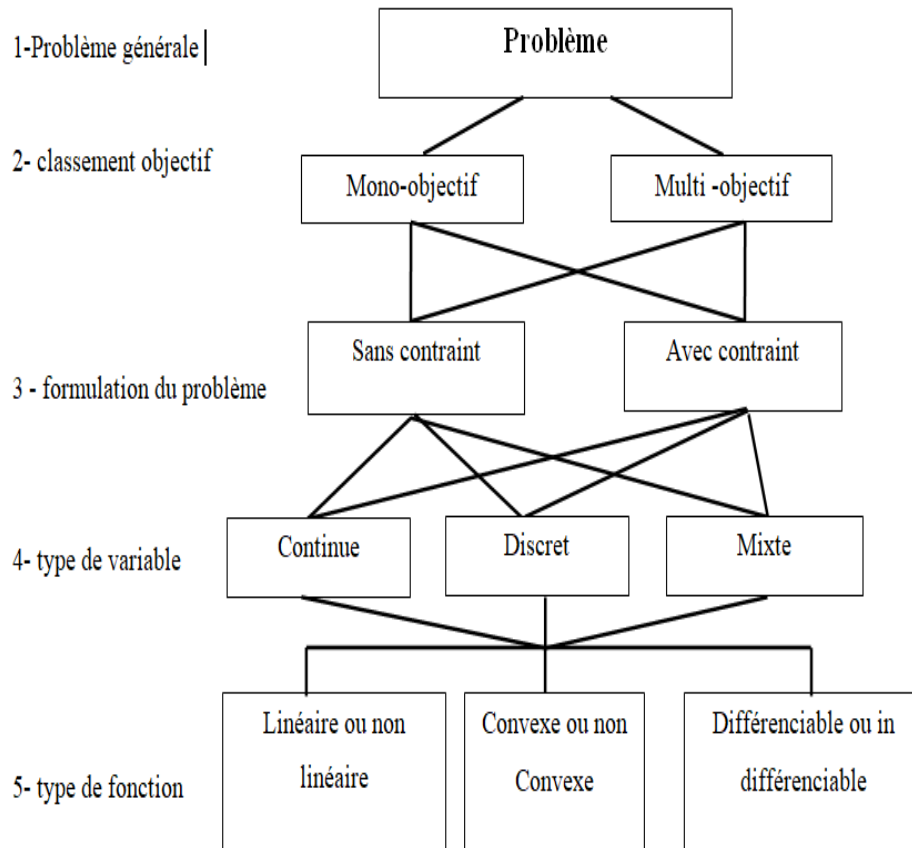 1-Problème générale
Problème
2- classement objectif
Mono-objectif
Multi -objectif
Sans contraint
Avec contraint
3 - formulation du problème
4- type de variable
Continue
Discret
Mixte
5- type de fonction
Linéaire ou non
linéaire
Convexe ou non
Convexe
Différenciable ou in
différenciable